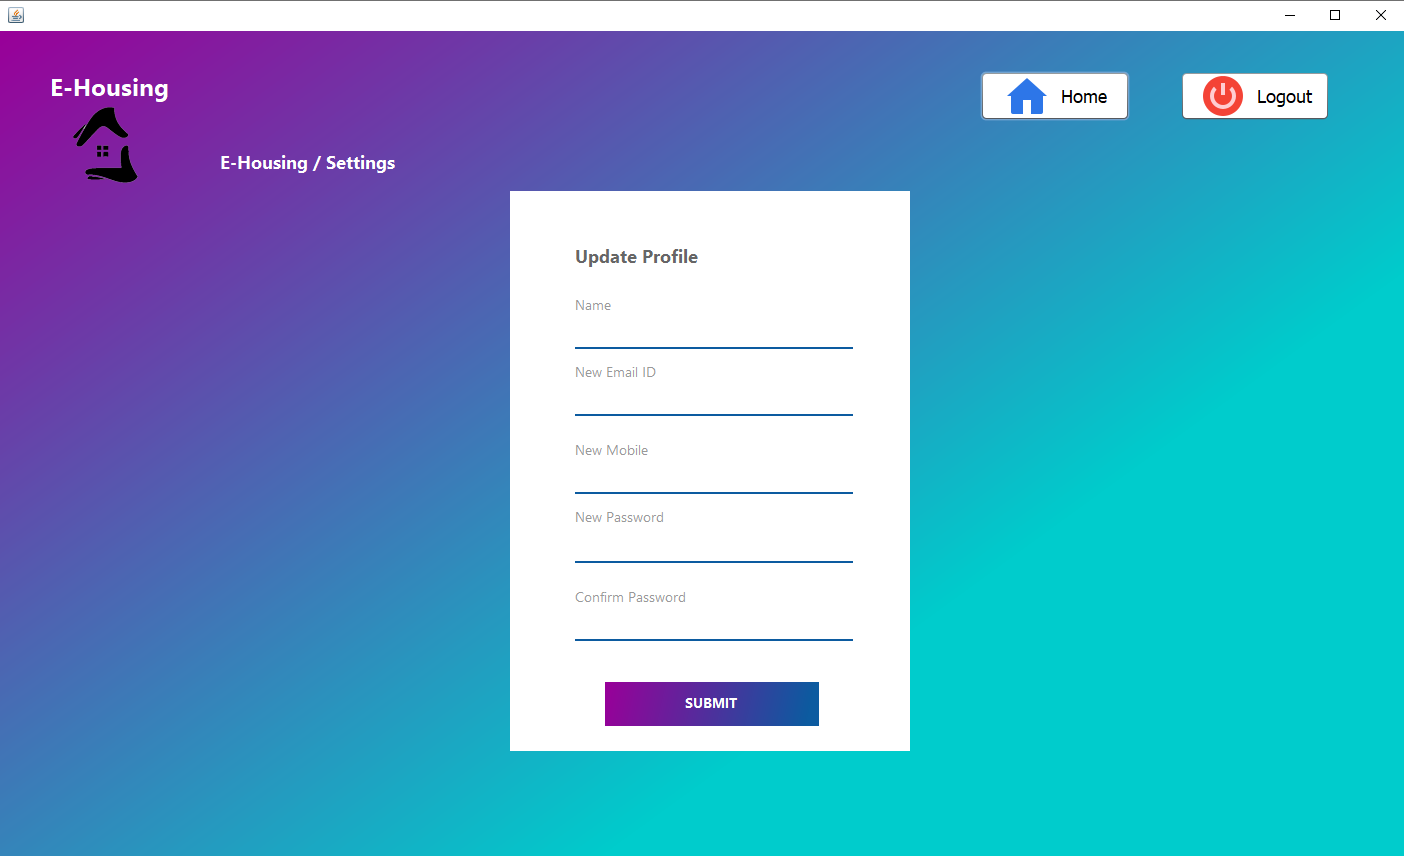 E-Housing
Home
Logout
E-Housing / Settings
Update Profile
Name
New Email ID
New Mobile
New Password
Confirm Password
SUBMIT